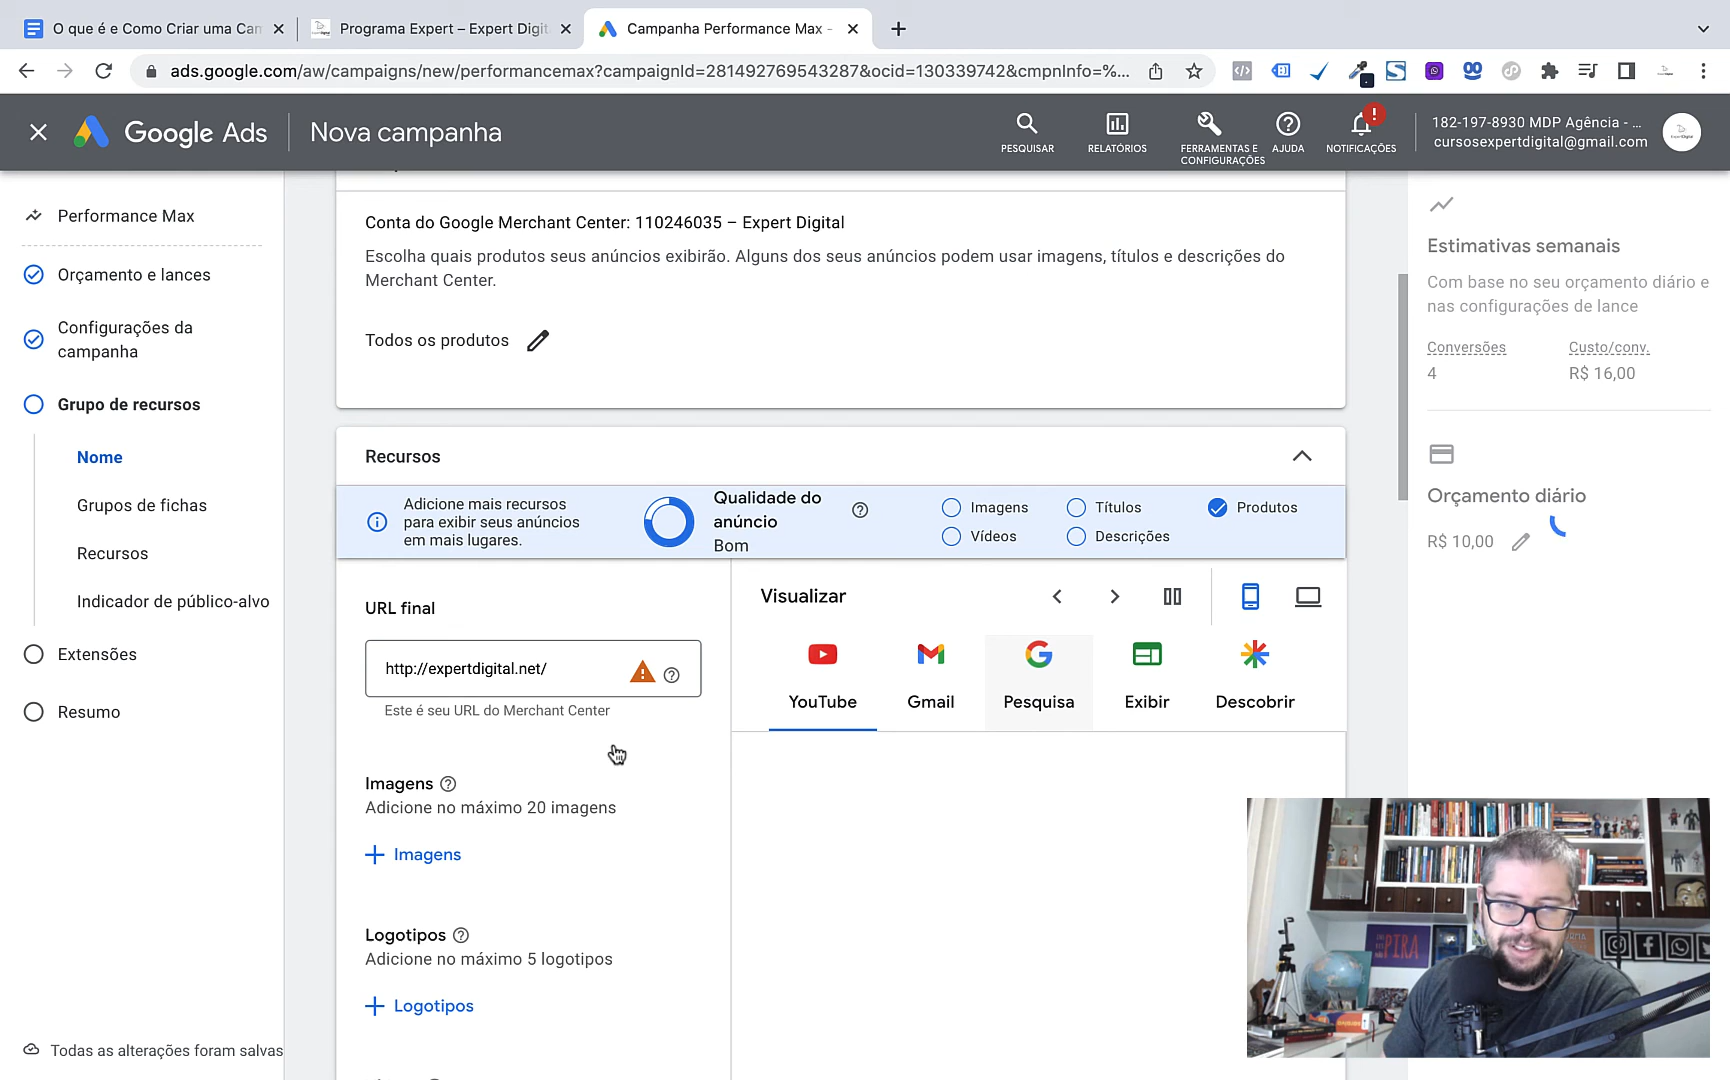 O que é e Como Criar uma Can
Programa Expert – Expert Digit
Campanha Performance Max -
ads.google.com/aw/campaigns/new/performancemax?campaignId=281492769543287&ocid=130339742&cmpnInfo=%...
Google Ads
Nova campanha
PESQUISAR
RELATÓRIOS
FERRAMENTAS E
CONFIGURAÇÕES
AJUDA
NOTIFICAÇÕES
182-197-8930 MDP Agência - ...
cursosexpertdigital@gmail.com
Performance Max
Orçamento e lances
Configurações da
campanha
Grupo de recursos
Nome
Grupos de fichas
Recursos
Indicador de público-alvo
Extensões
Resumo
Todas as alterações foram salvas
Conta do Google Merchant Center: 110246035 – Expert Digital
Escolha quais produtos seus anúncios exibirão. Alguns dos seus anúncios podem usar imagens, títulos e descrições do
Merchant Center.
Todos os produtos
Recursos
Adicione mais recursos
para exibir seus anúncios
em mais lugares.
Qualidade do
anúncio
Bom
Imagens
Títulos
Produtos
Vídeos
Descrições
URL final
http://expertdigital.net/
Este é seu URL do Merchant Center
Imagens
Adicione no máximo 20 imagens
Imagens
Logotipos
Adicione no máximo 5 logotipos
Logotipos
Visualizar
YouTube
Gmail
Pesquisa
Exibir
Descobrir
Estimativas semanais
Com base no seu orçamento diário e
nas configurações de lance
Conversões
Custo/conv.
4
R$ 16,00
Orçamento diário
R$ 10,00
PIRA